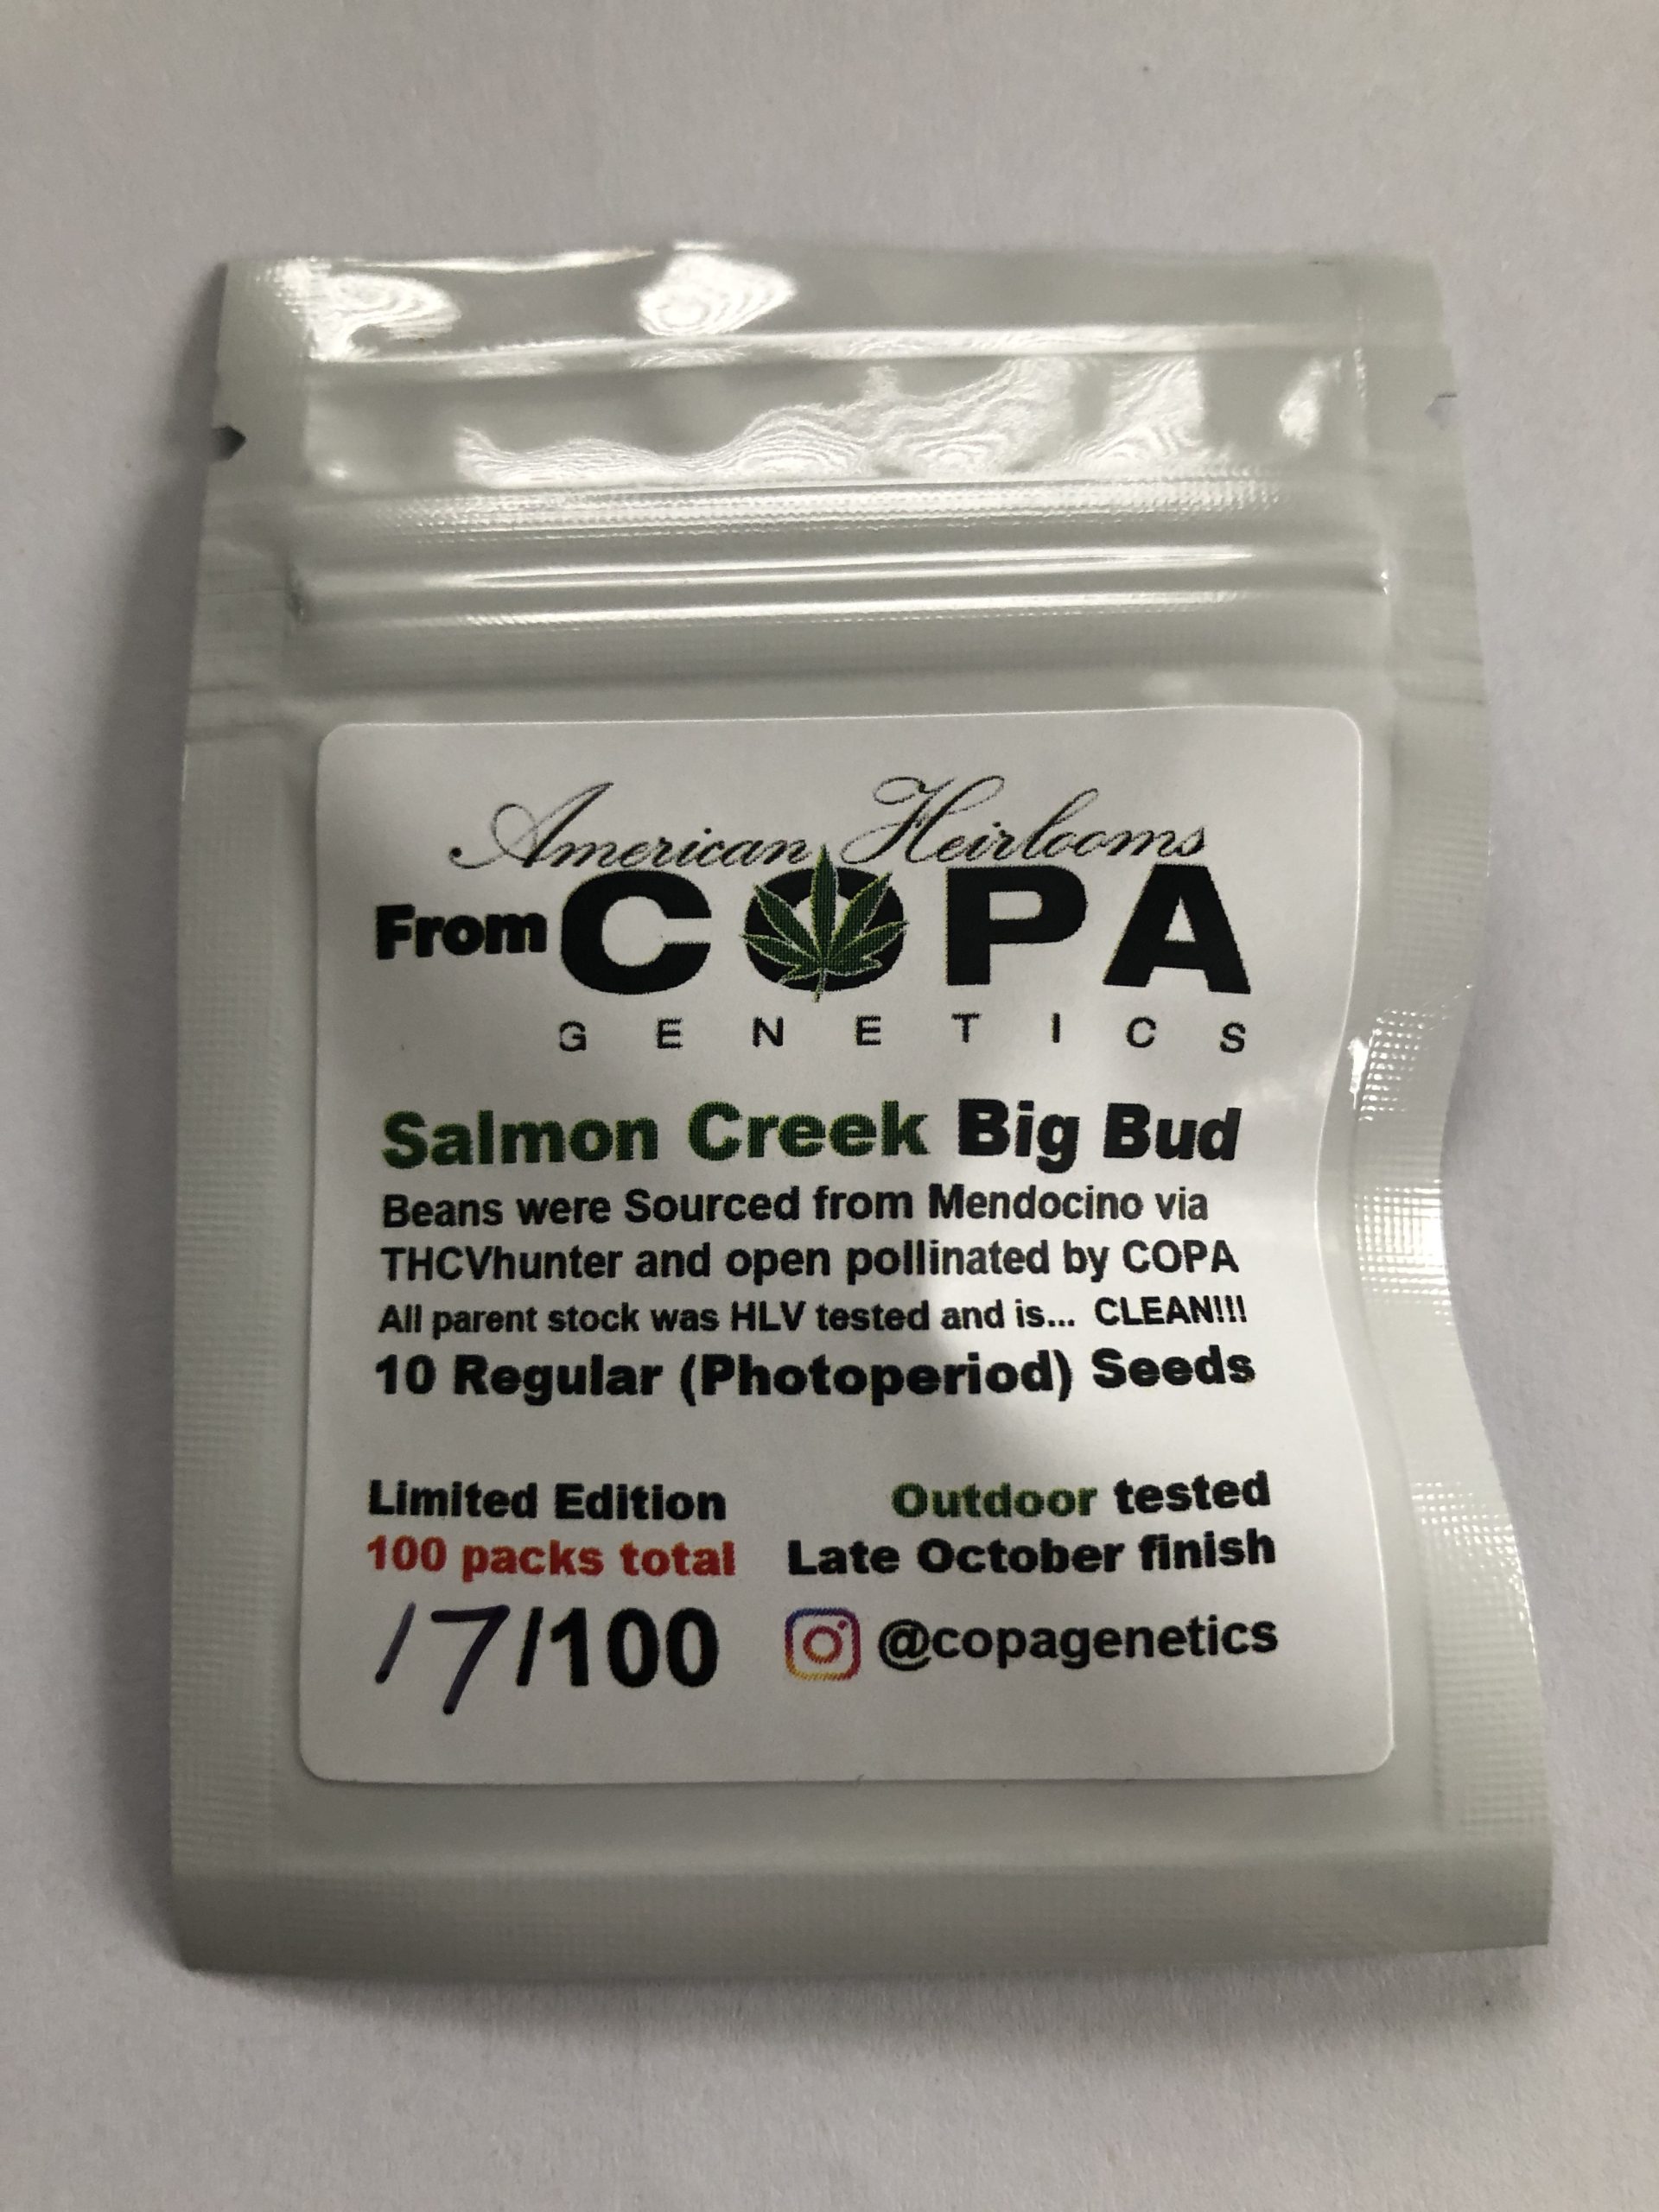 American Heirlooms
From COPA
GENETICS
Salmon Creek Big Bud
Beans were Sourced from Mendocino via
THCVhunter and open pollinated by COPA
All parent stock was HLV tested and is... CLEAN!!!
10 Regular (Photoperiod) Seeds
Limited Edition
100 packs total
17/100
Outdoor tested
Late October finish
@copagenetics